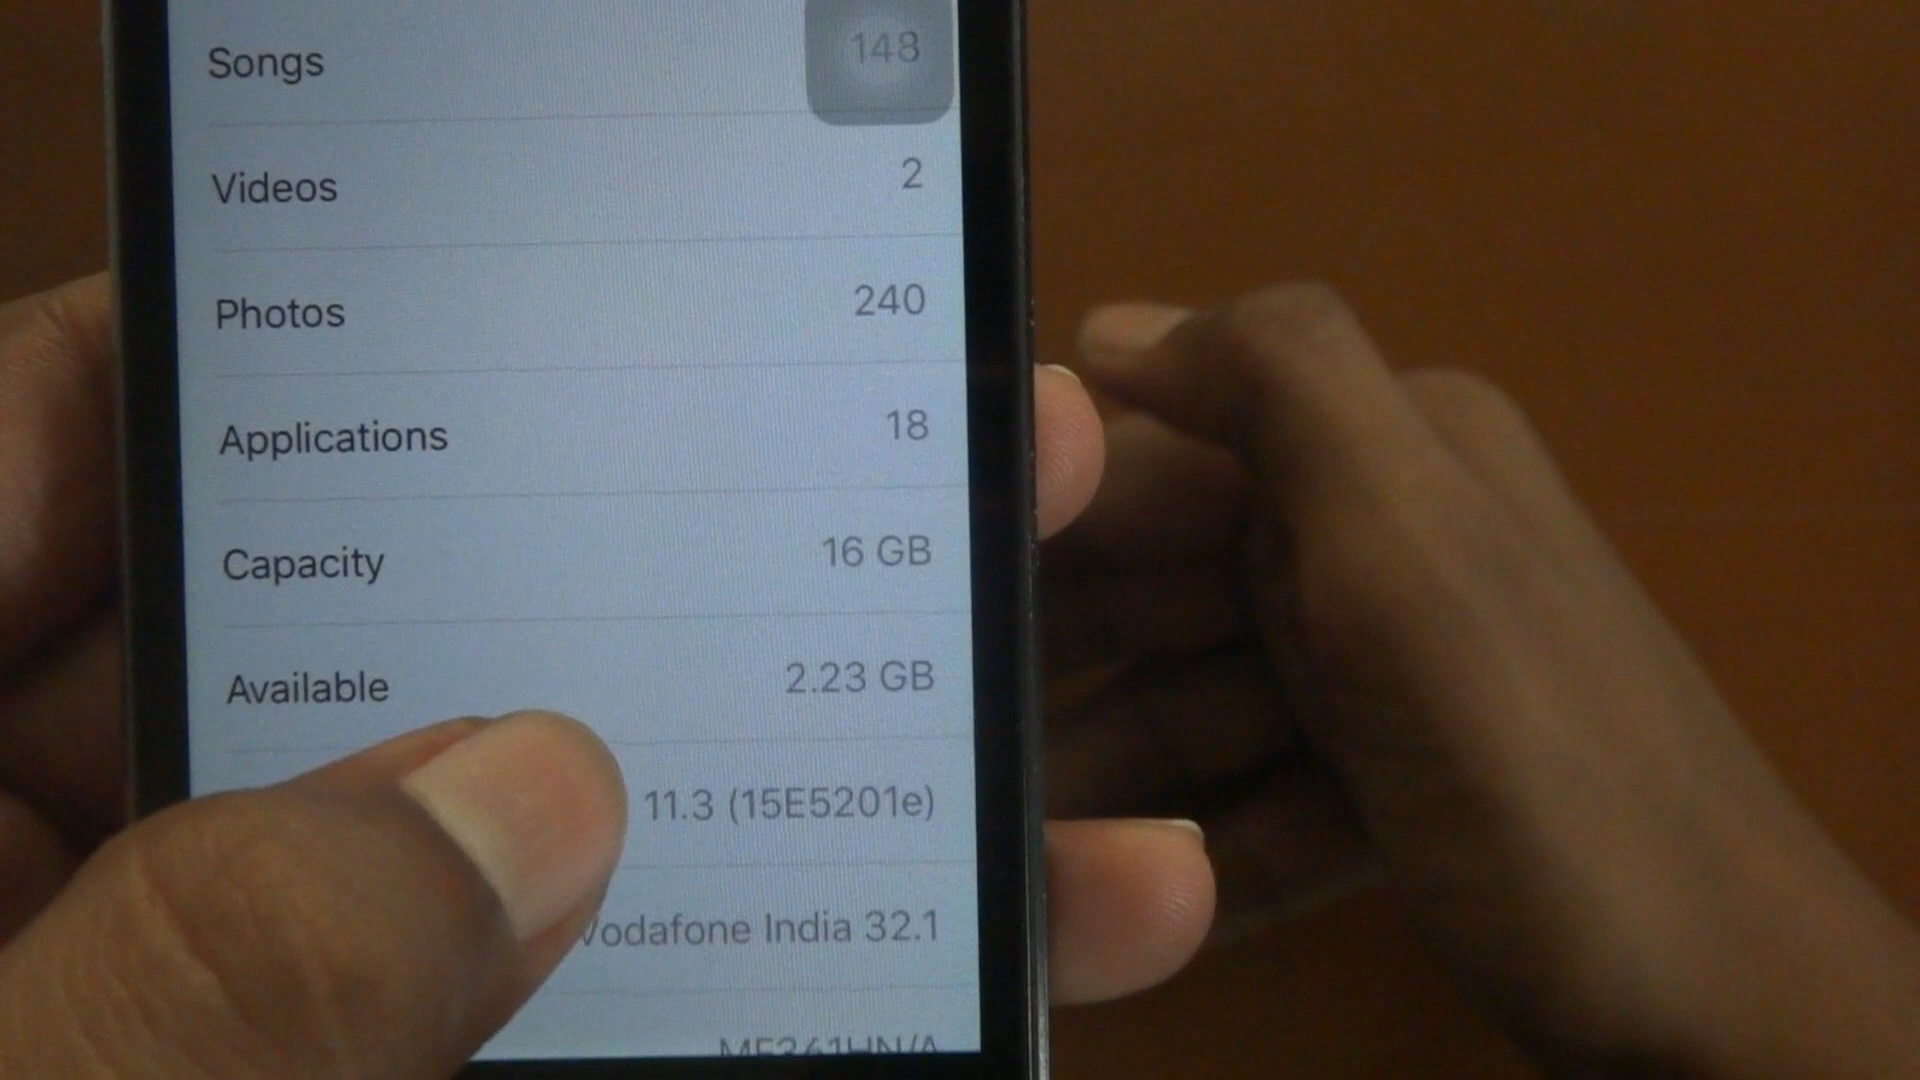 Songs 148
Videos 2
Photos 240
Applications 18
Capacity 16 GB
Available 2.23 GB
11.3 (15E5201e)
Vodafone India 32.1